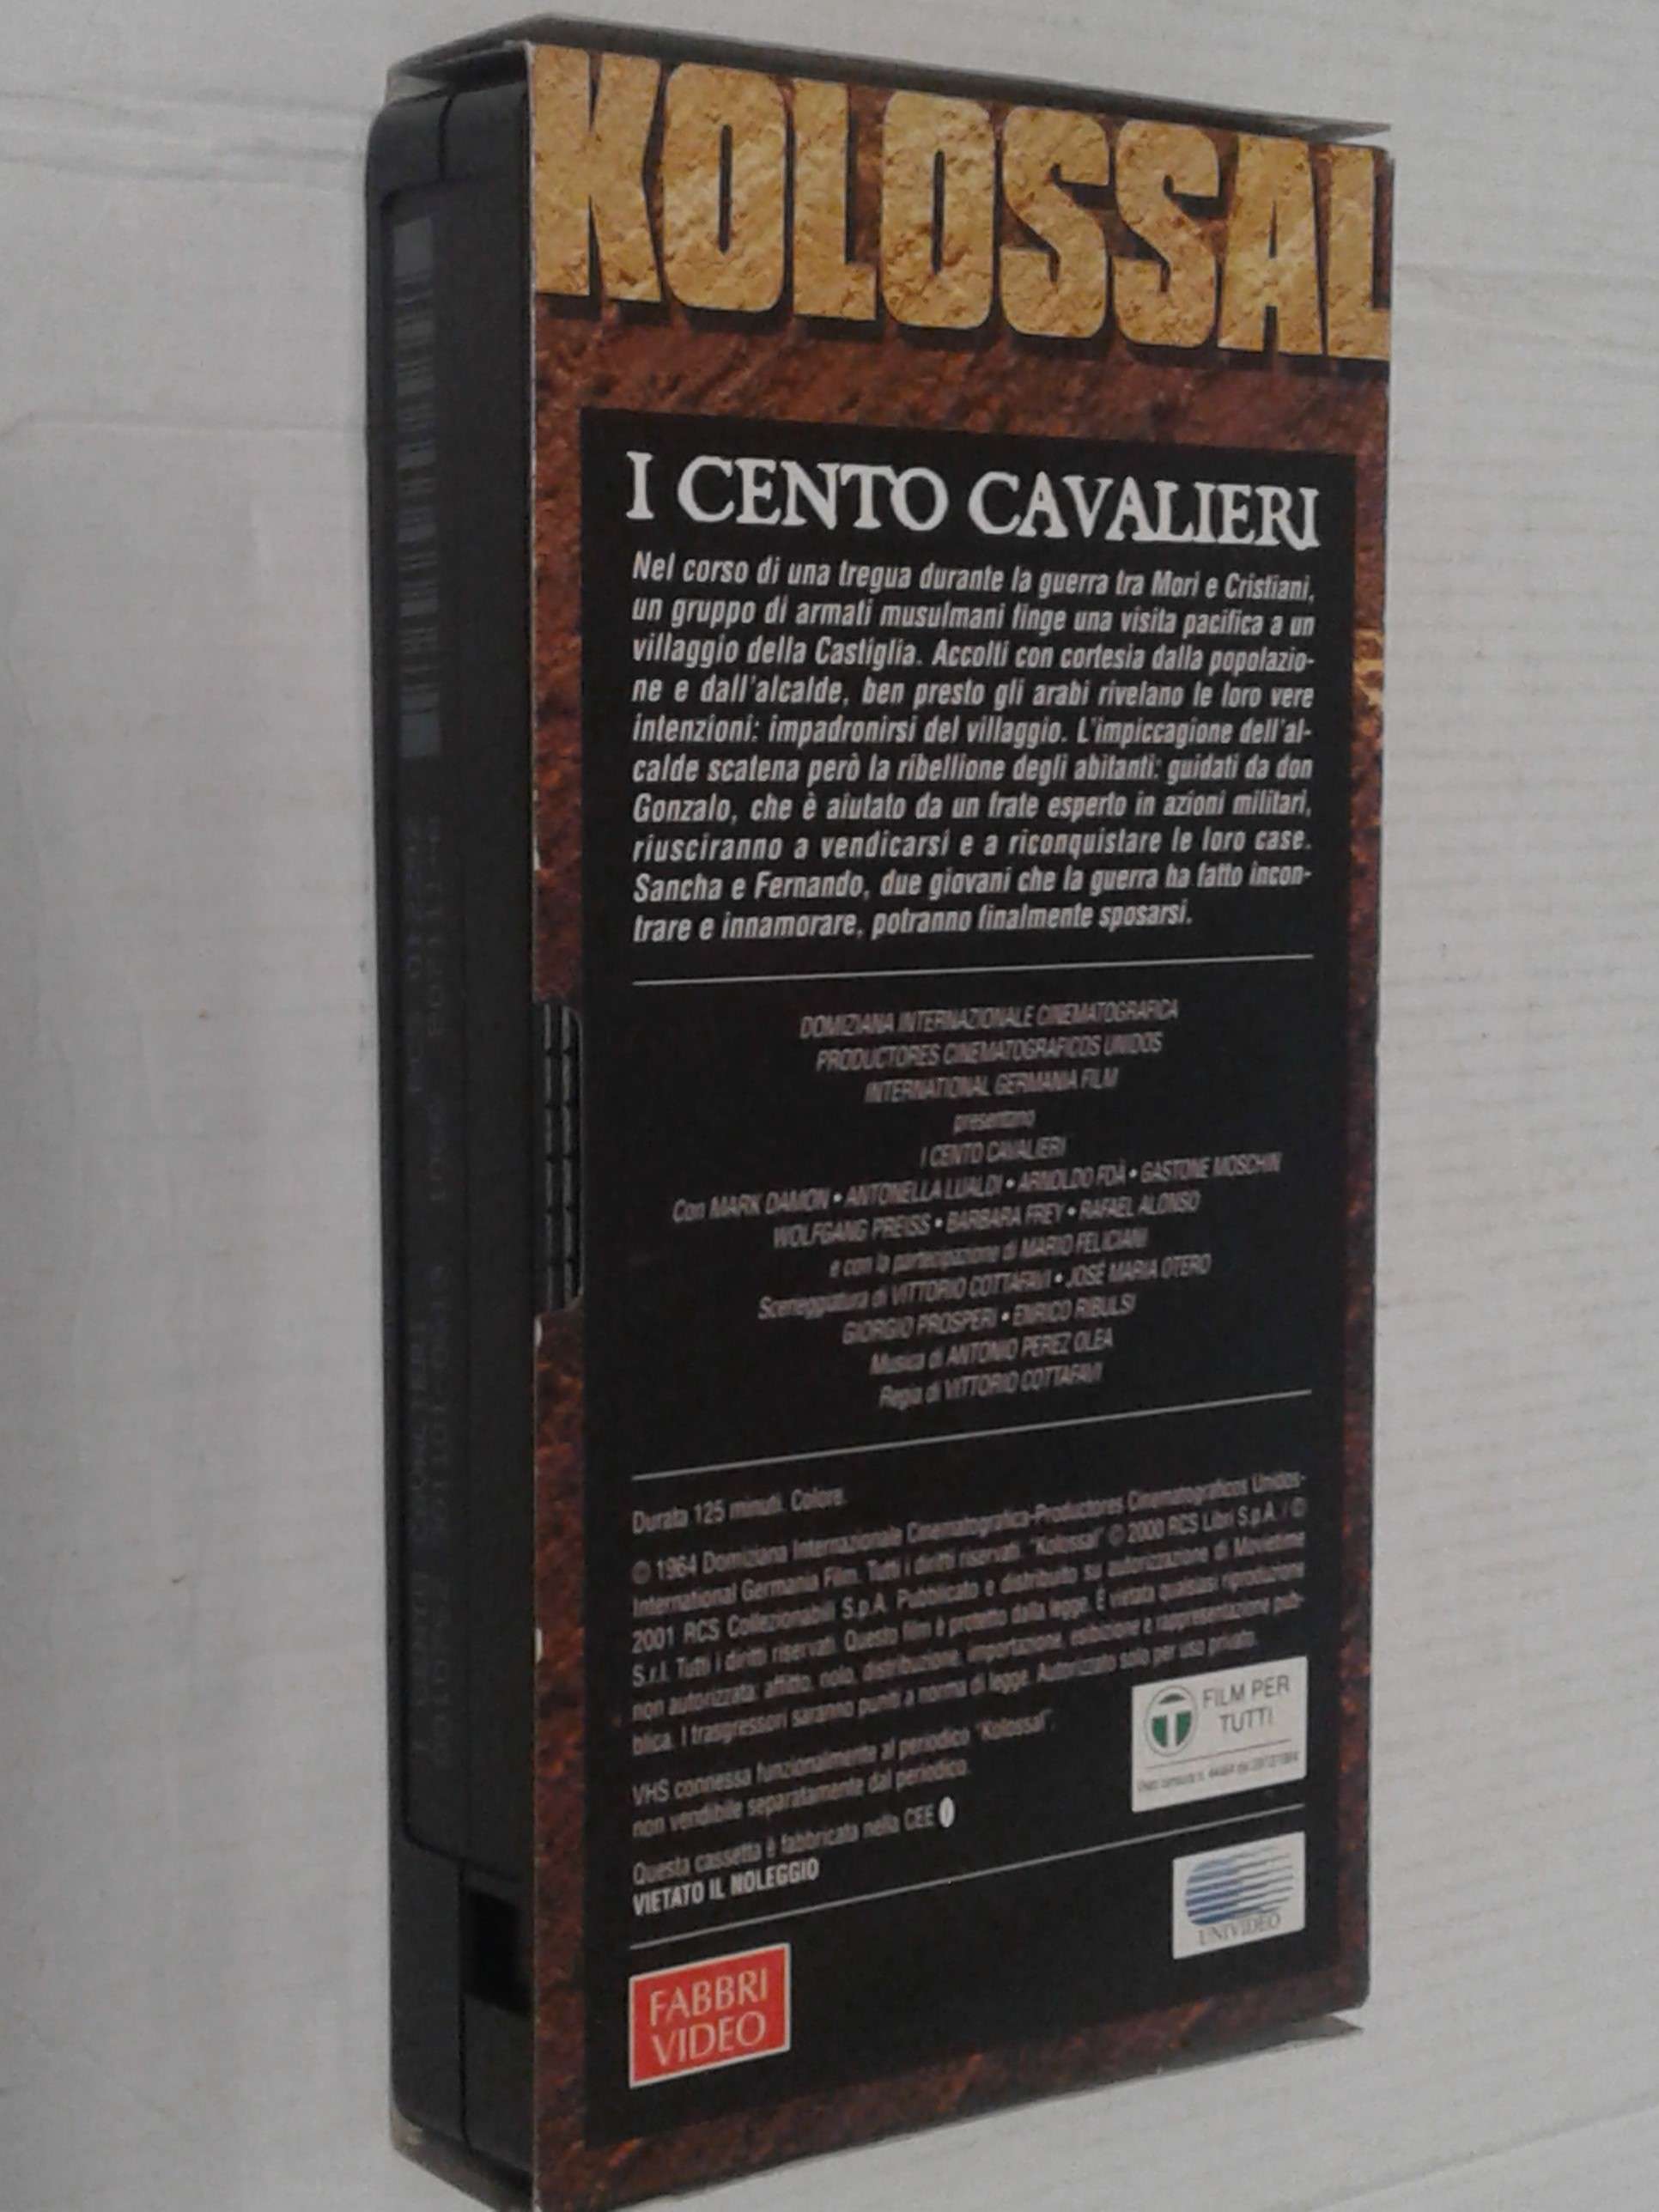 KOLOSSAL
I CENTO CAVALIERI
Nel corso di una tregua durante la guerra tra Mori e Cristiani,
un gruppo di armati musulmani finge una visita pacifica a un
villaggio della Castiglia. Accolti con cortesia dalla popolazio-
ne e dall'alcalde, ben presto gli arabi rivelano le loro vere
intenzioni: impadronirsi del villaggio. L'impiccagione dell'al-
calde scatena però la ribellione degli abitanti: guidati da don
Gonzalo, che è aiutato da un frate esperto in azioni militari,
riusciranno a vendicarsi e a riconquistare le loro case.
Sancha e Fernando, due giovani che la guerra ha fatto incon-
trare e innamorare, potranno finalmente sposarsi.
DOMIZIANA INTERNAZIONALE CINEMATOGRAFICA
PRODUCTORES CINEMATOGRAFICOS UNIDOS
INTERNATIONAL GERMANIA FILM
presentano
I CENTO CAVALIERI
Con MARK DAMON • ANTONELLA LUALDI • ARNOLDO FOÀ • GASTONE MOSCHIN
WOLFGANG PREISS • BARBARA FREY • RAFAEL ALONSO
e con la partecipazione di MARIO FELICIANI
Sceneggiatura di VITTORIO COTTAFAVI • JOSÉ MARIA OTERO
GIORGIO PROSPERI • ENRICO RIBULSI
Musica di ANTONIO PEREZ OLEA
Regia di VITTORIO COTTAFAVI
Durata 125 minuti. Colore.
© 1964 Domiziana Internazionale Cinematografica-Productores Cinematograficos Unidos-
International Germania Film. Tutti i diritti riservati. "Kolossal" © 2000 RCS Libri S.p.A. / ©
2001 RCS Collezionabili S.p.A. Pubblicato e distribuito su autorizzazione di Movietime
S.r.l. Tutti i diritti riservati. Questo film è protetto dalla legge. È vietata qualsiasi riproduzione
non autorizzata: affitto, nolo, distribuzione, importazione, esibizione e rappresentazione pub-
blica. I trasgressori saranno puniti a norma di legge. Autorizzato solo per uso privato.
VHS connessa funzionalmente al periodico "Kolossal",
non vendibile separatamente dal periodico.
Questa cassetta è fabbricata nella CEE
VIETATO IL NOLEGGIO
T FILM PER
TUTTI
UNIVIDEO
FABBRI
VIDEO